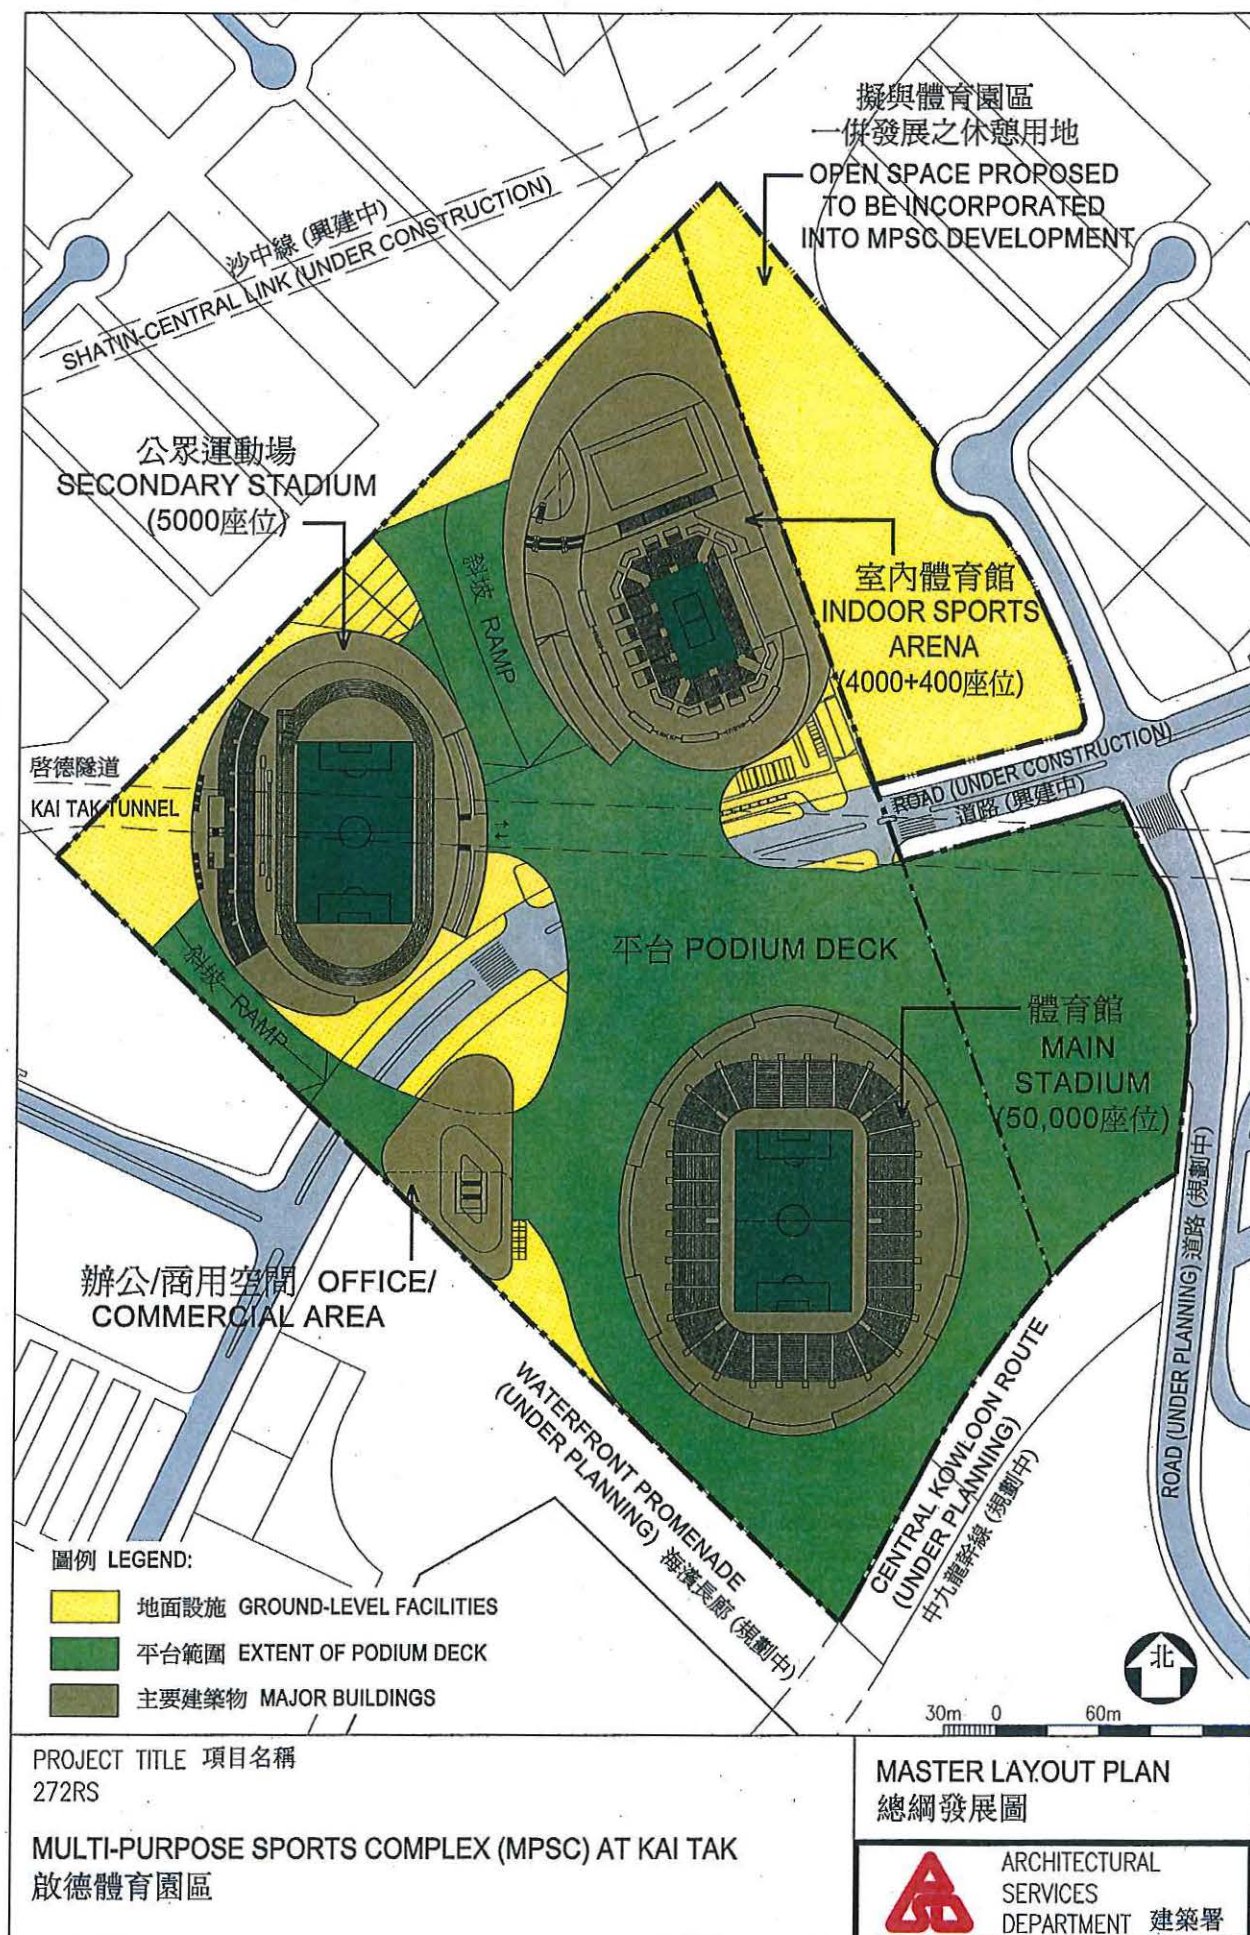 擬與體育園區
一併發展之休憩用地
OPEN SPACE PROPOSED
TO BE INCORPORATED
INTO MPSC DEVELOPMENT
沙中線 (興建中)
SHATIN-CENTRAL LINK (UNDER CONSTRUCTION)
公眾運動場
SECONDARY STADIUM
(5000座位)
斜坡 RAMP
室內體育館
INDOOR SPORTS
ARENA
(4000+400座位)
啓德隧道
KAI TAK TUNNEL
ROAD (UNDER CONSTRUCTION)
道路 (興建中)
平台 PODIUM DECK
斜坡 RAMP
體育館
MAIN
STADIUM
(50,000座位)
辦公/商用空間 OFFICE/
COMMERCIAL AREA
WATERFRONT PROMENADE
(UNDER PLANNING) 海濱長廊 (規劃中)
CENTRAL KOWLOON ROUTE
(UNDER PLANNING)
中九龍幹線 (規劃中)
ROAD (UNDER PLANNING) 道路 (規劃中)
圖例 LEGEND:
地面設施 GROUND-LEVEL FACILITIES
平台範圍 EXTENT OF PODIUM DECK
主要建築物 MAJOR BUILDINGS
北
30m 0 60m
PROJECT TITLE 項目名稱
272RS
MULTI-PURPOSE SPORTS COMPLEX (MPSC) AT KAI TAK
啟德體育園區
MASTER LAYOUT PLAN
總綱發展圖
ARCHITECTURAL
SERVICES
DEPARTMENT 建築署